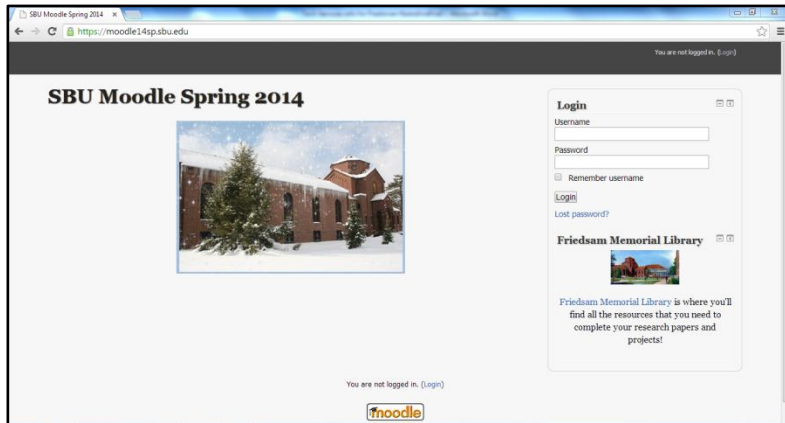 SBU Moodle Spring 2014
https://moodle14sp.sbu.edu
You are not logged in. (Login)
SBU Moodle Spring 2014
Login
Username
Password
Remember username
Login
Lost password?
Friedsam Memorial Library
Friedsam Memorial Library is where you'll
find all the resources that you need to
complete your research papers and
projects!
You are not logged in. (Login)
moodle